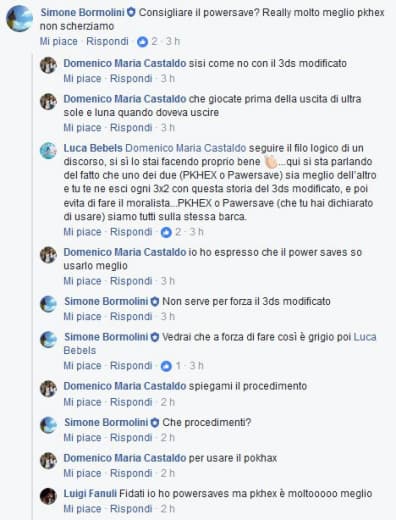 Simone Bormolini Consigliare il powersave? Really molto meglio pkhex
non scherziamo
Mi piace · Rispondi · 2 · 3 h
Domenico Maria Castaldo sisi come no con il 3ds modificato
Mi piace · Rispondi · 3 h
Domenico Maria Castaldo che giocate prima della uscita di ultra
sole e luna quando doveva uscire
Mi piace · Rispondi · 3 h
Luca Bebels Domenico Maria Castaldo seguire il filo logico di un
discorso, si sì lo stai facendo proprio bene 👏🏻...qui si sta parlando
del fatto che uno dei due (PKHEX o Pawersave) sia meglio dell'altro
e tu te ne esci ogni 3x2 con questa storia del 3ds modificato, e poi
evita di fare il moralista...PKHEX o Pawersave (che tu hai dichiarato
di usare) siamo tutti sulla stessa barca.
Mi piace · Rispondi · 2 · 3 h
Domenico Maria Castaldo io ho espresso che il power saves so
usarlo meglio
Mi piace · Rispondi · 3 h
Simone Bormolini Non serve per forza il 3ds modificato
Mi piace · Rispondi · 3 h
Simone Bormolini Vedrai che a forza di fare così è grigio poi Luca
Bebels
Mi piace · Rispondi · 1 · 3 h
Domenico Maria Castaldo spiegami il procedimento
Mi piace · Rispondi · 2 h
Simone Bormolini Che procedimenti?
Mi piace · Rispondi · 2 h
Domenico Maria Castaldo per usare il pokhax
Mi piace · Rispondi · 2 h
Luigi Fanuli Fidati io ho powersaves ma pkhex è moltooooo meglio
Mi piace · Rispondi · 2 h